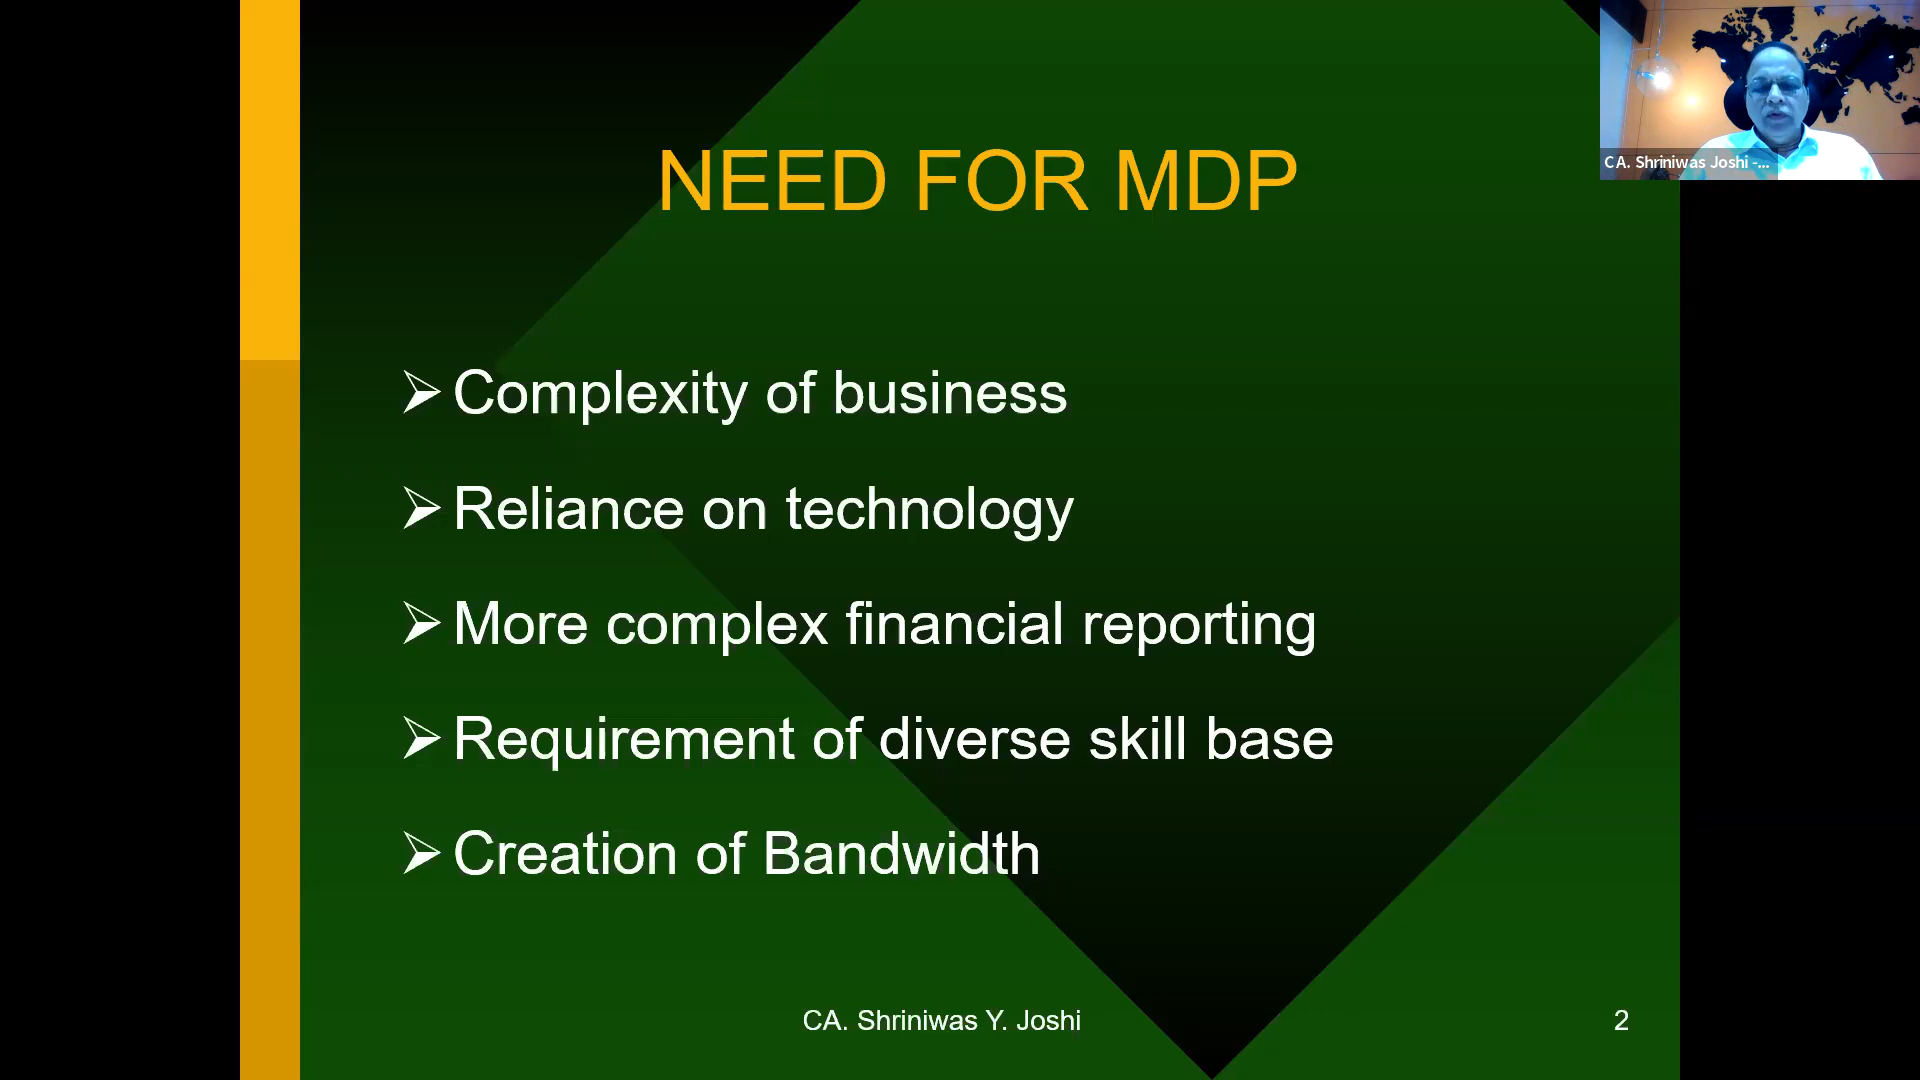 CA. Shriniwas Joshi -...
NEED FOR MDP
Complexity of business
Reliance on technology
More complex financial reporting
Requirement of diverse skill base
Creation of Bandwidth
CA. Shriniwas Y. Joshi
2